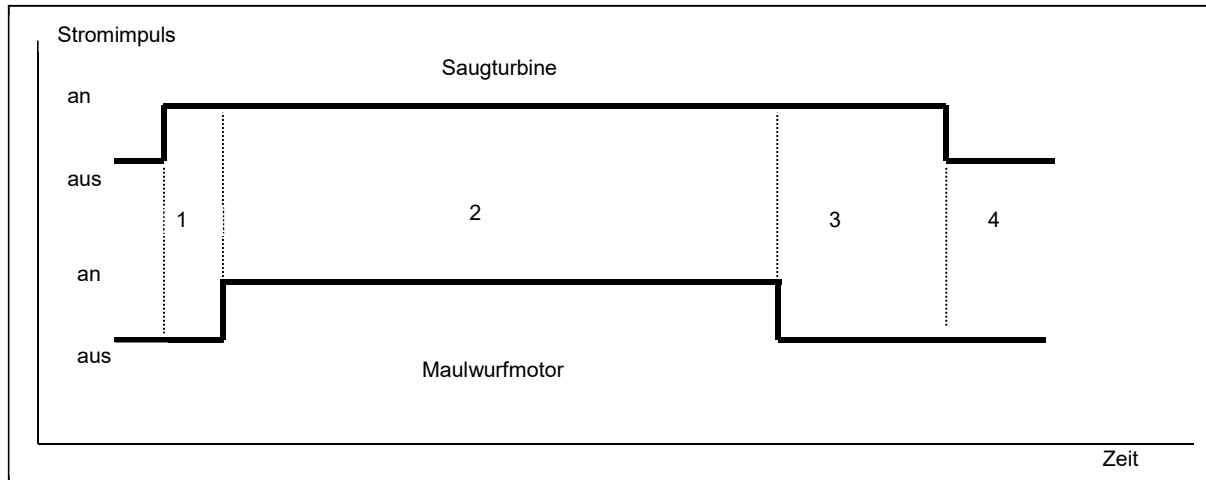 Stromimpuls
Saugturbine
an
aus
1
2
3
4
an
aus
Maulwurfmotor
Zeit